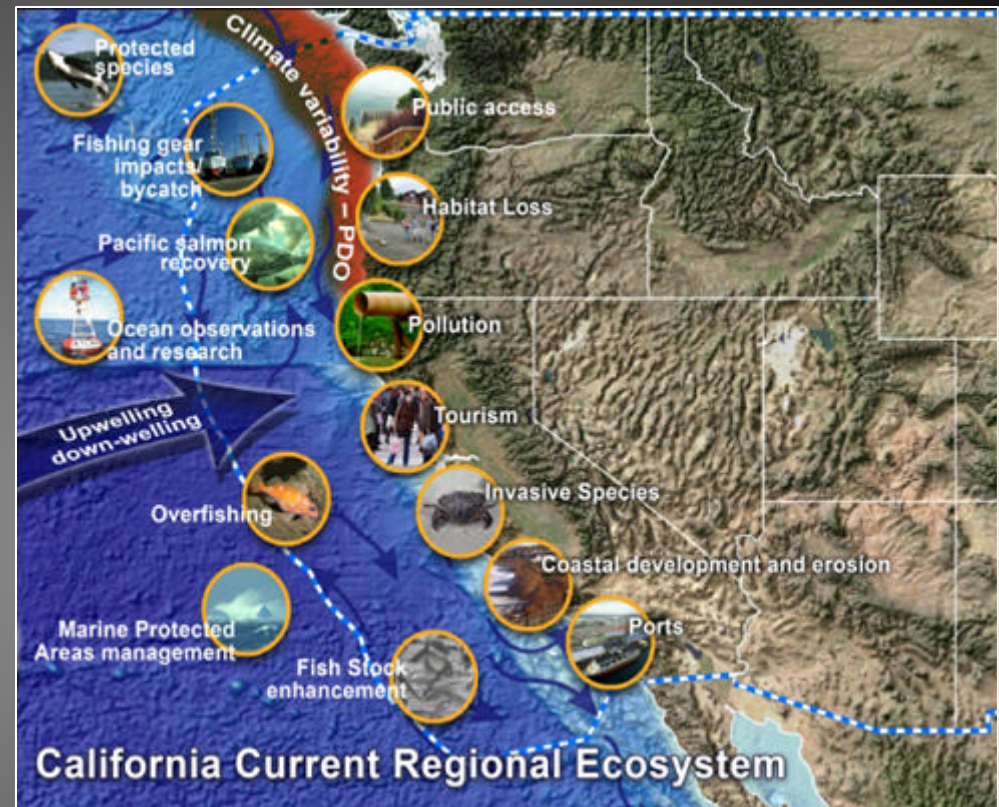 Climate variability – PDO
Protected
species
Public access
Fishing gear
impacts/
bycatch
Habitat Loss
Pacific salmon
recovery
Ocean observations
and research
Pollution
Upwelling
down-welling
Tourism
Invasive Species
Overfishing
Coastal development and erosion
Marine Protected
Areas management
Ports
Fish Stock
enhancement
California Current Regional Ecosystem